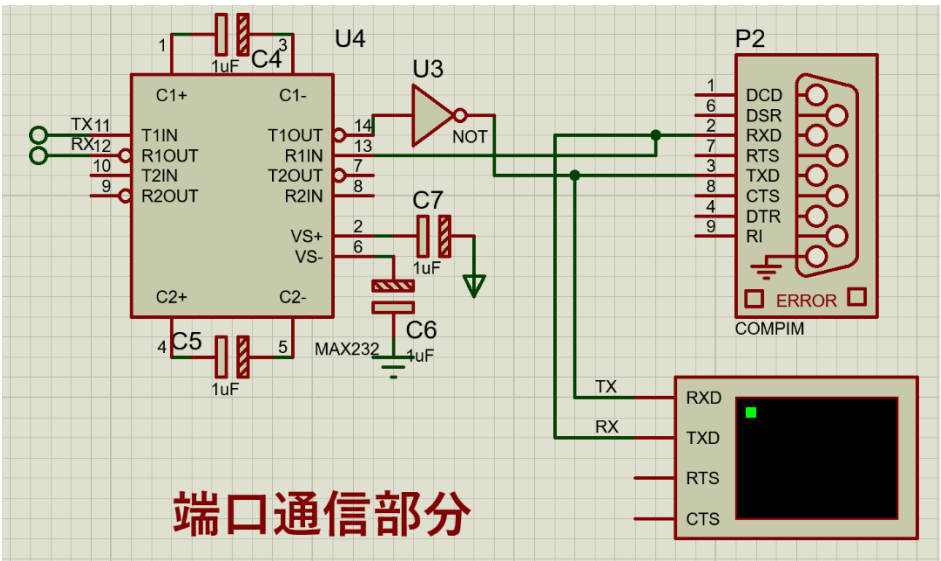 U4
1
3
1uF
C4
C1+
C1-
TX
11
T1IN
T1OUT
14
RX
12
R1OUT
R1IN
13
10
T2IN
T2OUT
7
9
R2OUT
R2IN
8
VS+
2
VS-
6
C2+
C2-
4
C5
5
1uF
MAX232
U3
NOT
C7
1uF
C6
1uF
P2
1
DCD
6
DSR
2
RXD
7
RTS
3
TXD
8
CTS
4
DTR
9
RI
ERROR
COMPIM
TX
RXD
RX
TXD
RTS
CTS
端口通信部分